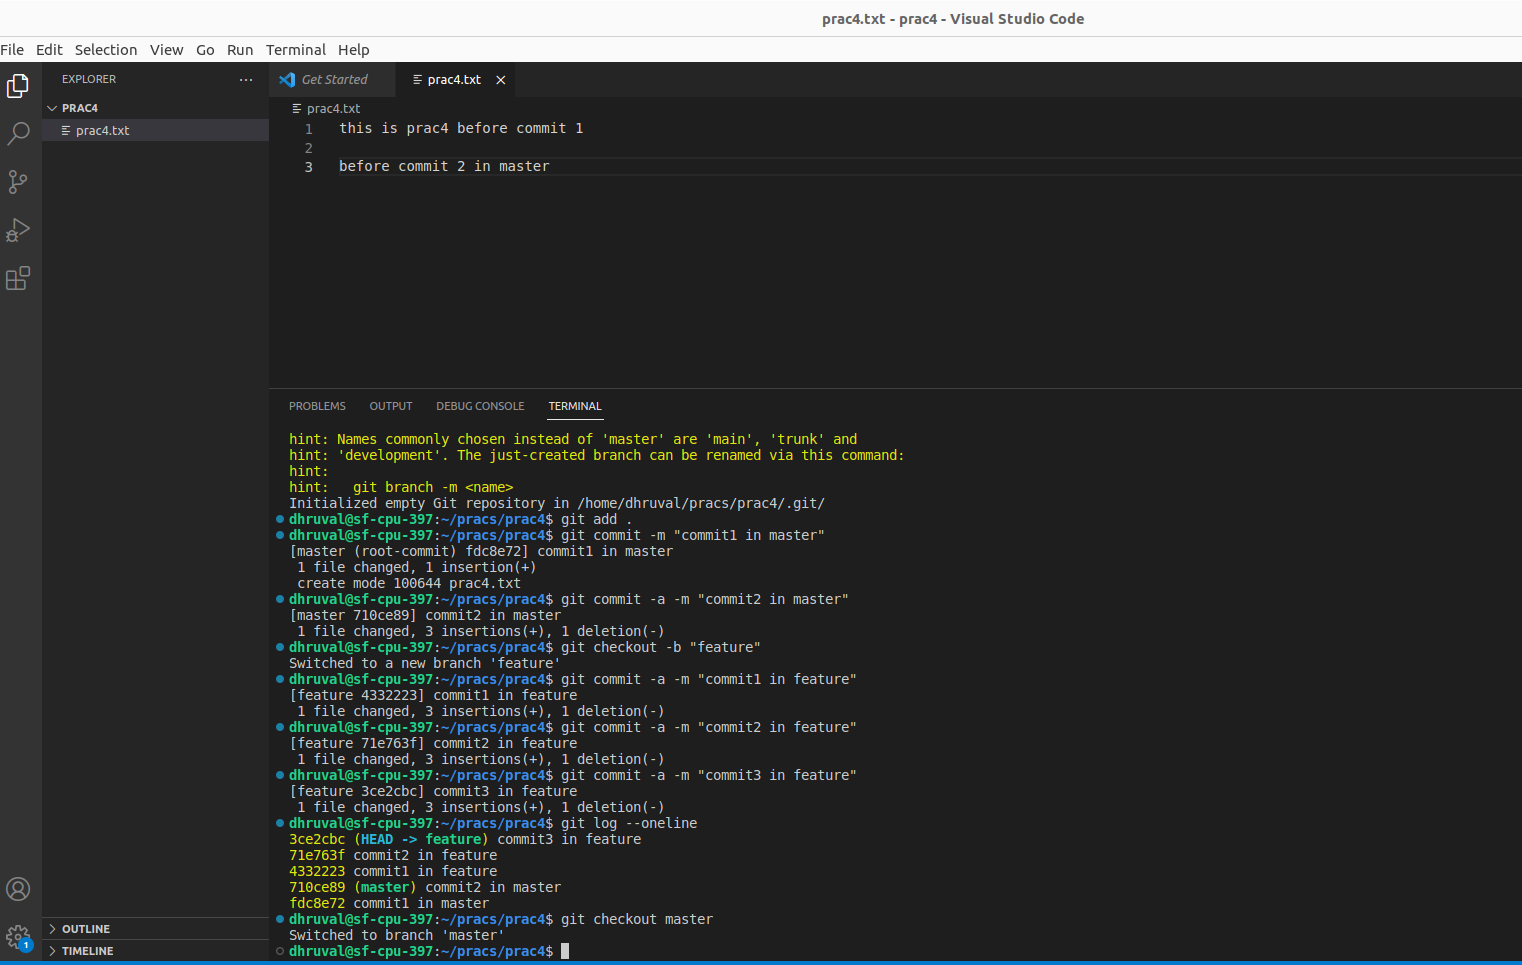 prac4.txt - prac4 - Visual Studio Code
File Edit Selection View Go Run Terminal Help
EXPLORER ...
PRAC4
prac4.txt
OUTLINE
TIMELINE
1
Get Started
prac4.txt
prac4.txt
1 this is prac4 before commit 1
2
3 before commit 2 in master
PROBLEMS OUTPUT DEBUG CONSOLE TERMINAL
hint: Names commonly chosen instead of 'master' are 'main', 'trunk' and
hint: 'development'. The just-created branch can be renamed via this command:
hint:
hint:   git branch -m <name>
Initialized empty Git repository in /home/dhruval/pracs/prac4/.git/
dhruval@sf-cpu-397:~/pracs/prac4$ git add .
dhruval@sf-cpu-397:~/pracs/prac4$ git commit -m "commit1 in master"
[master (root-commit) fdc8e72] commit1 in master
 1 file changed, 1 insertion(+)
 create mode 100644 prac4.txt
dhruval@sf-cpu-397:~/pracs/prac4$ git commit -a -m "commit2 in master"
[master 710ce89] commit2 in master
 1 file changed, 3 insertions(+), 1 deletion(-)
dhruval@sf-cpu-397:~/pracs/prac4$ git checkout -b "feature"
Switched to a new branch 'feature'
dhruval@sf-cpu-397:~/pracs/prac4$ git commit -a -m "commit1 in feature"
[feature 4332223] commit1 in feature
 1 file changed, 3 insertions(+), 1 deletion(-)
dhruval@sf-cpu-397:~/pracs/prac4$ git commit -a -m "commit2 in feature"
[feature 71e763f] commit2 in feature
 1 file changed, 3 insertions(+), 1 deletion(-)
dhruval@sf-cpu-397:~/pracs/prac4$ git commit -a -m "commit3 in feature"
[feature 3ce2cbc] commit3 in feature
 1 file changed, 3 insertions(+), 1 deletion(-)
dhruval@sf-cpu-397:~/pracs/prac4$ git log --oneline
3ce2cbc (HEAD -> feature) commit3 in feature
71e763f commit2 in feature
4332223 commit1 in feature
710ce89 (master) commit2 in master
fdc8e72 commit1 in master
dhruval@sf-cpu-397:~/pracs/prac4$ git checkout master
Switched to branch 'master'
dhruval@sf-cpu-397:~/pracs/prac4$